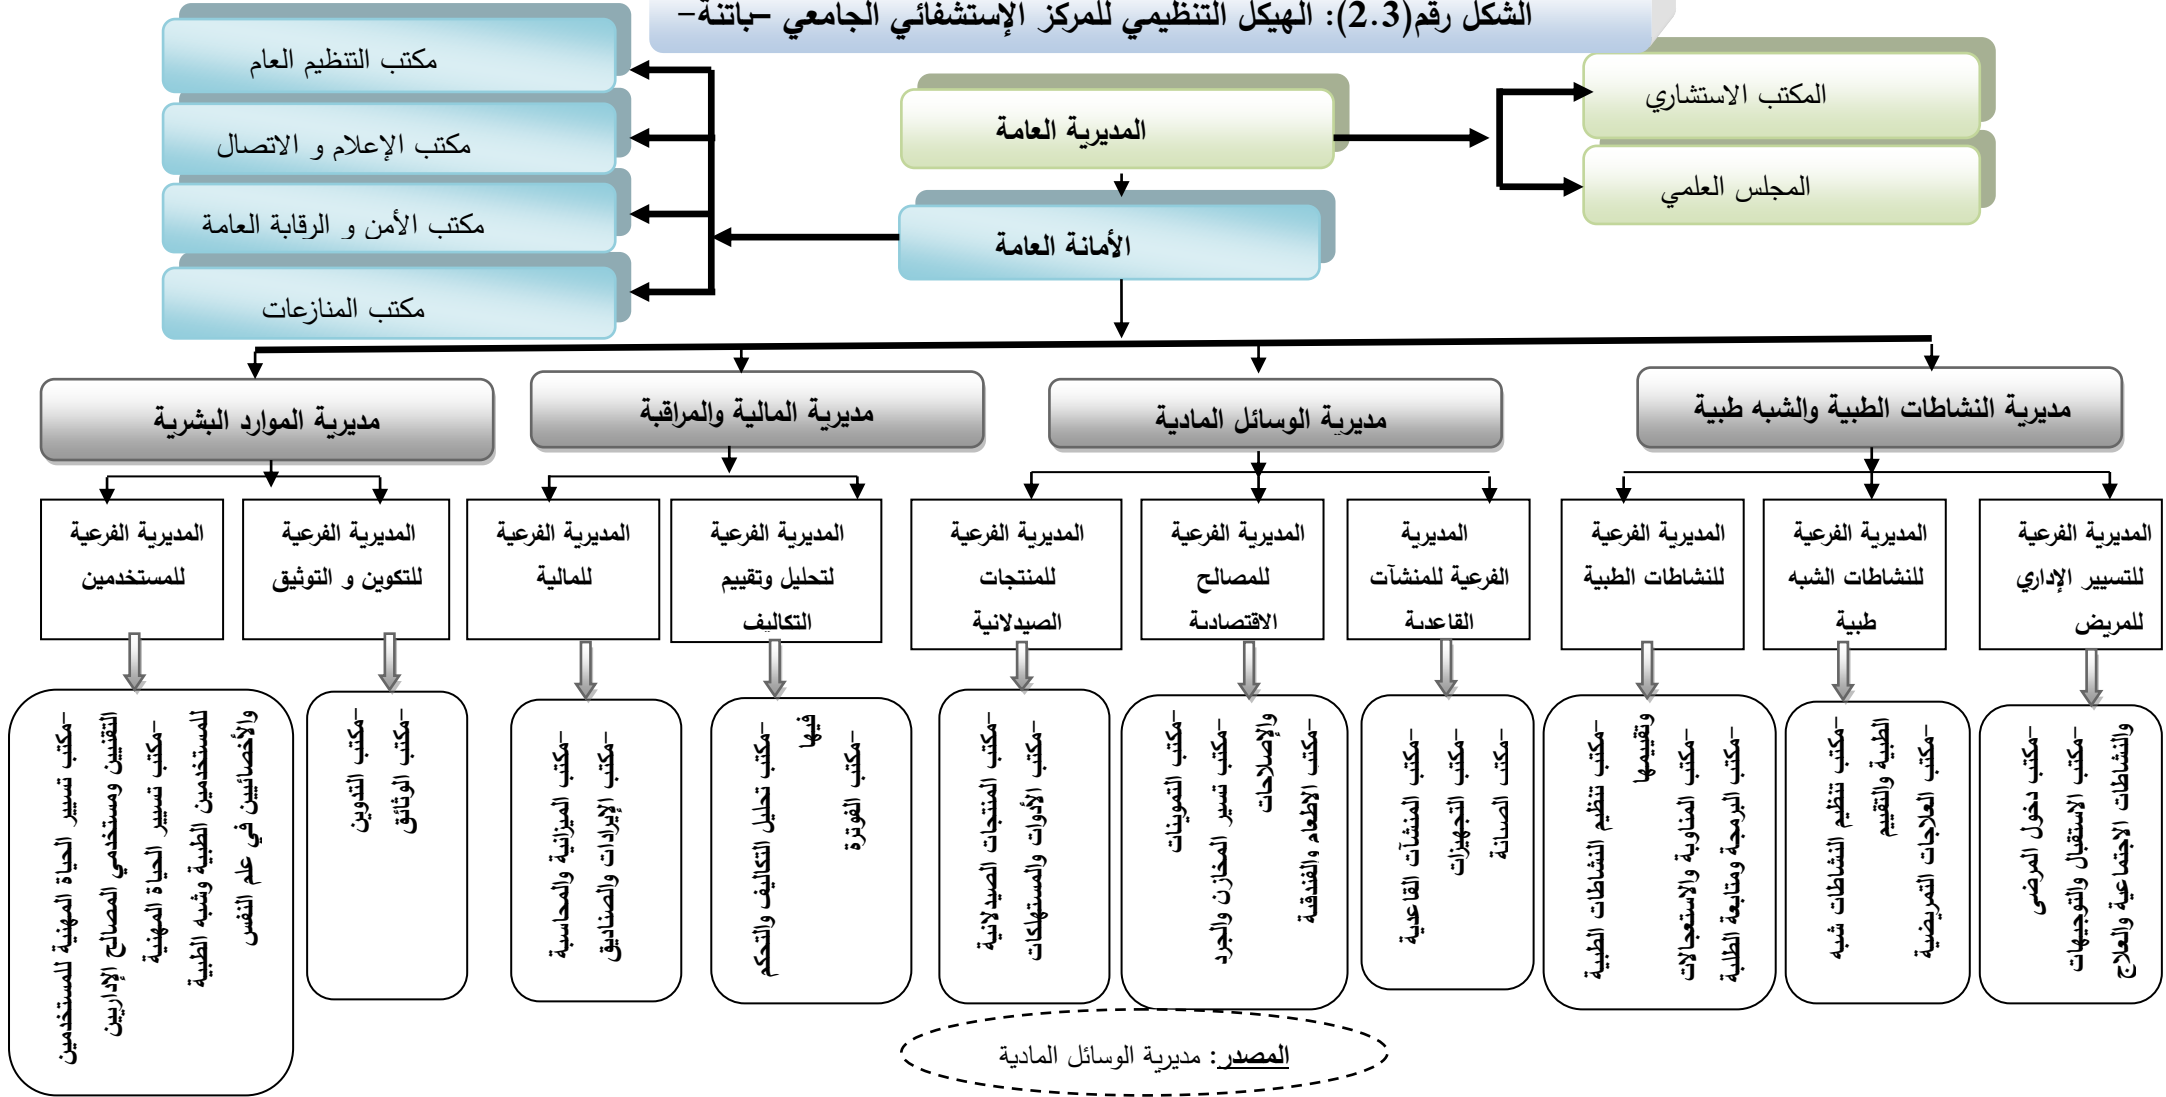 الشكل رقم(2.3): الهيكل التنظيمي للمركز الإستشفائي الجامعي –باتنة-
المكتب الاستشاري
المجلس العلمي
المديرية العامة
الأمانة العامة
مكتب التنظيم العام
مكتب الإعلام و الاتصال
مكتب الأمن و الرقابة العامة
مكتب المنازعات
مديرية النشاطات الطبية والشبه طبية
مديرية الوسائل المادية
مديرية المالية والمراقبة
مديرية الموارد البشرية
المديرية الفرعية
للتسيير الإداري
للمريض
المديرية الفرعية
للنشاطات الشبه
طبية
المديرية الفرعية
للنشاطات الطبية
المديرية
الفرعية للمنشآت
القاعدية
المديرية الفرعية
للمصالح
الاقتصادية
المديرية الفرعية
للمنتجات
الصيدلانية
المديرية الفرعية
لتحليل وتقييم
التكاليف
المديرية الفرعية
للمالية
المديرية الفرعية
للتكوين و التوثيق
المديرية الفرعية
للمستخدمين
-مكتب دخول المرضى
-مكتب الاستقبال والتوجيهات
والنشاطات الاجتماعية والعلاج
-مكتب تنظيم النشاطات شبه
الطبية والتقييم
-مكتب العلاجات التمريضية
-مكتب تنظيم النشاطات الطبية
وتقييمها
-مكتب المناوبة والاستعجالات
-مكتب البرمجة ومتابعة الطلبة
-مكتب المنشآت القاعدية
-مكتب التجهيزات
-مكتب الصيانة
-مكتب التموينات
-مكتب تسير المخازن والجرد
والإصلاحات
-مكتب الاطعام والفندقية
-مكتب المنتجات الصيدلانية
-مكتب الأدوات والمستهلكات
-مكتب تحليل التكاليف والتحكم
فيها
-مكتب الفوترة
-مكتب الميزانية والمحاسبة
-مكتب الإيرادات والصناديق
-مكتب التدوين
-مكتب الوثائق
-مكتب تسيير الحياة المهنية للمستخدمين
التقنيين ومستخدمي المصالح الإداريين
-مكتب تسيير الحياة المهنية
للمستخدمين الطبية وشبه الطبية
والأخصائيين في علم النفس
المصدر: مديرية الوسائل المادية